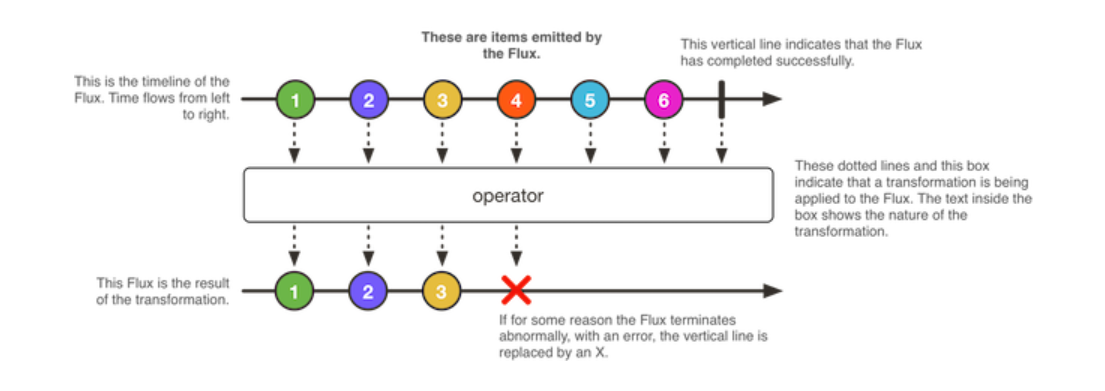 These are items emitted by
the Flux.
This vertical line indicates that the Flux
has completed successfully.
This is the timeline of the
Flux. Time flows from left
to right.
1 2 3 4 5 6
These dotted lines and this box
indicate that a transformation is being
applied to the Flux. The text inside the
box shows the nature of the
transformation.
operator
This Flux is the result
of the transformation.
1 2 3
If for some reason the Flux terminates
abnormally, with an error, the vertical line is
replaced by an X.